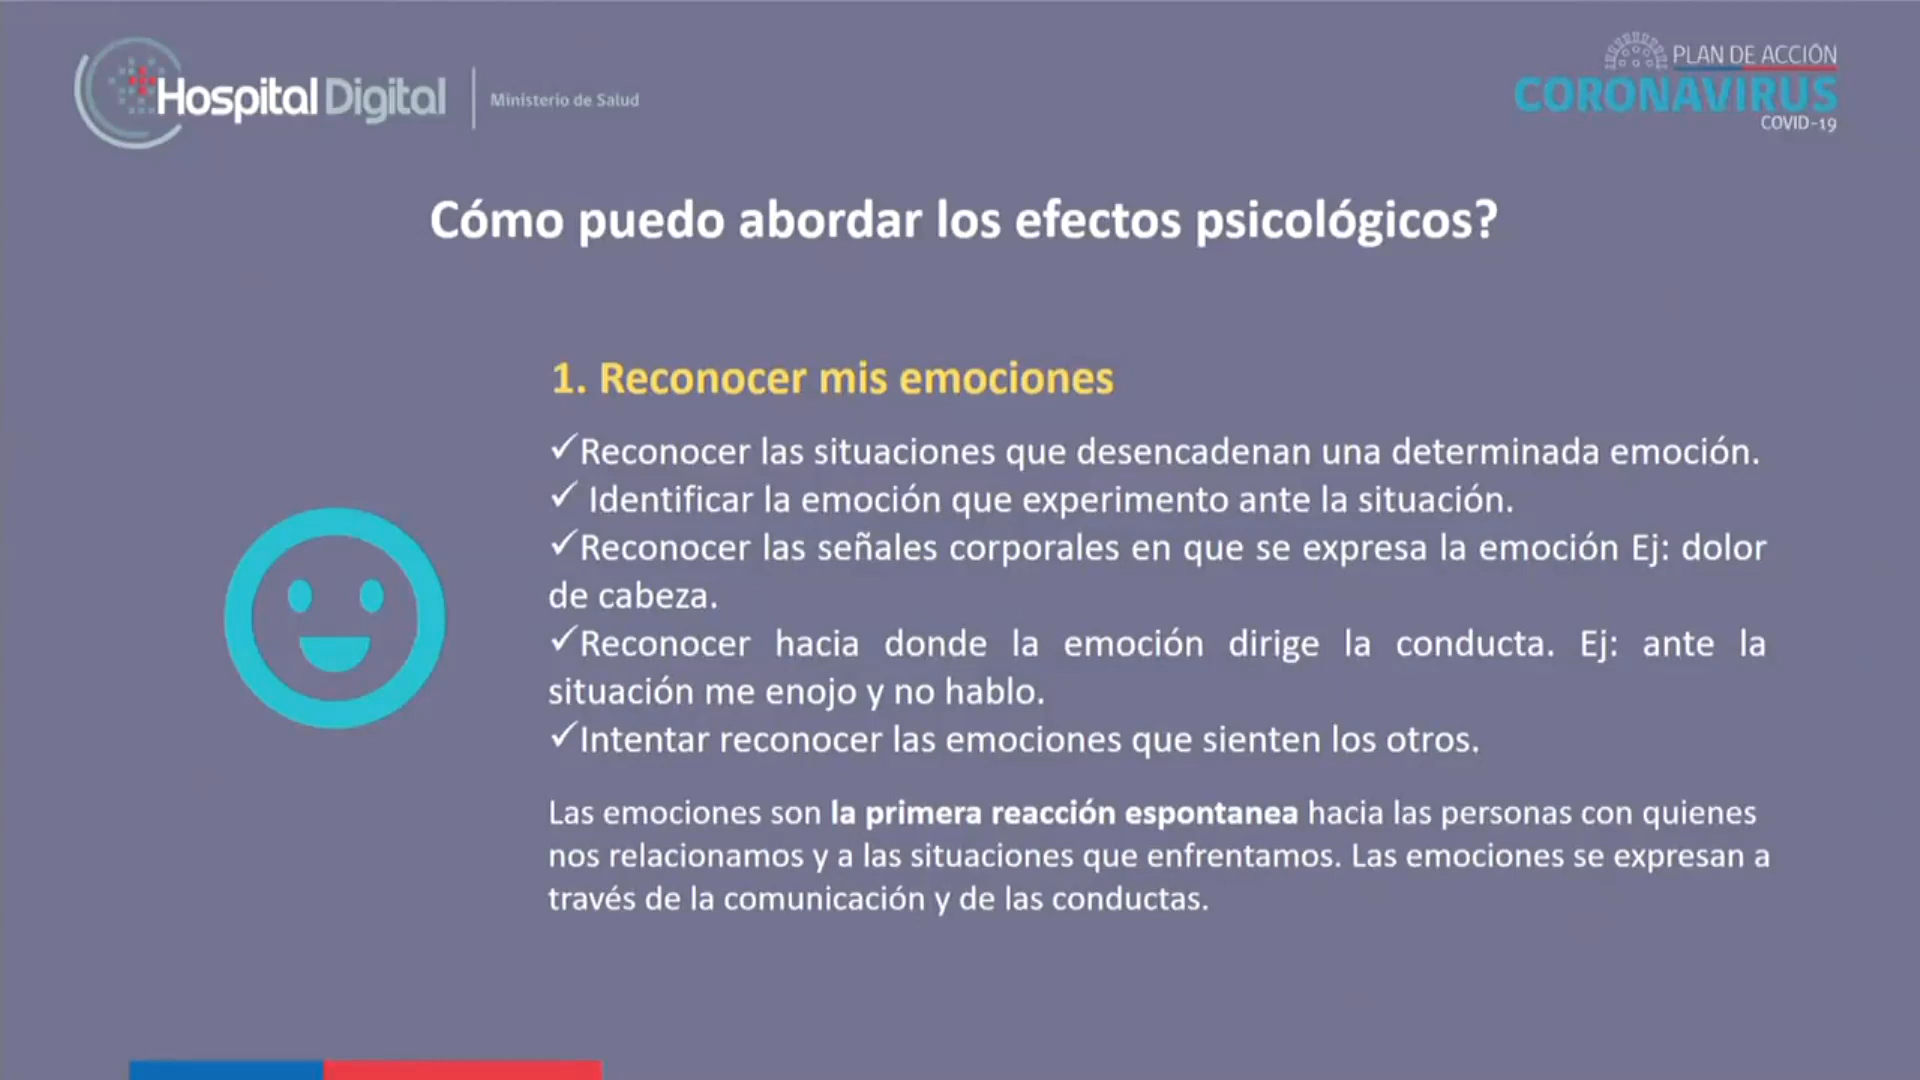 Hospital Digital
Ministerio de Salud
PLAN DE ACCIÓN
CORONAVIRUS
COVID-19
Cómo puedo abordar los efectos psicológicos?
1. Reconocer mis emociones
✓Reconocer las situaciones que desencadenan una determinada emoción.
✓ Identificar la emoción que experimento ante la situación.
✓Reconocer las señales corporales en que se expresa la emoción Ej: dolor
de cabeza.
✓Reconocer hacia donde la emoción dirige la conducta. Ej: ante la
situación me enojo y no hablo.
✓Intentar reconocer las emociones que sienten los otros.
Las emociones son la primera reacción espontanea hacia las personas con quienes
nos relacionamos y a las situaciones que enfrentamos. Las emociones se expresan a
través de la comunicación y de las conductas.